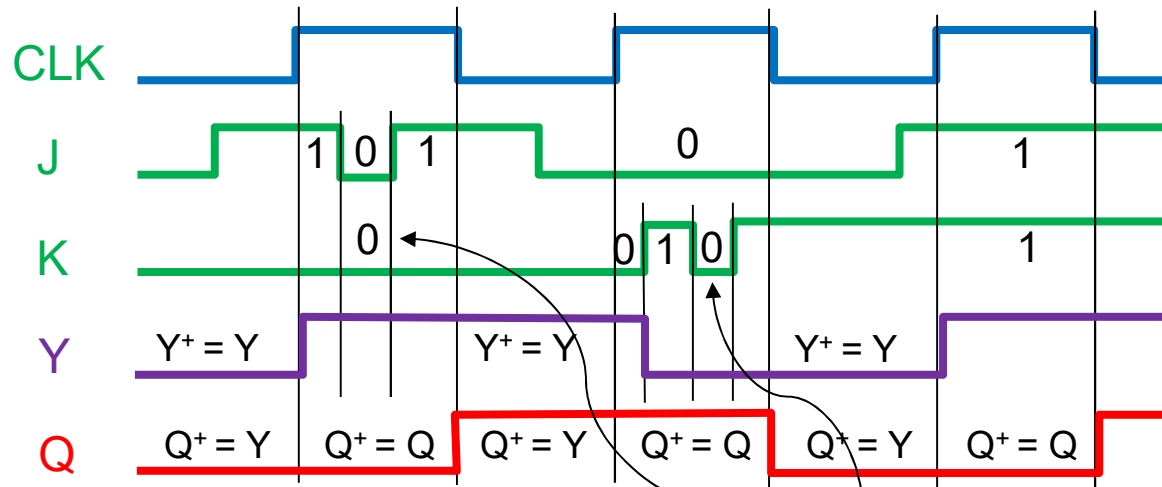 CLK
J 1 0 1 0 1
K 0 0 1 0 1
Y Y⁺ = Y Y⁺ = Y Y⁺ = Y
Q Q⁺ = Y Q⁺ = Q Q⁺ = Y Q⁺ = Q Q⁺ = Y Q⁺ = Q